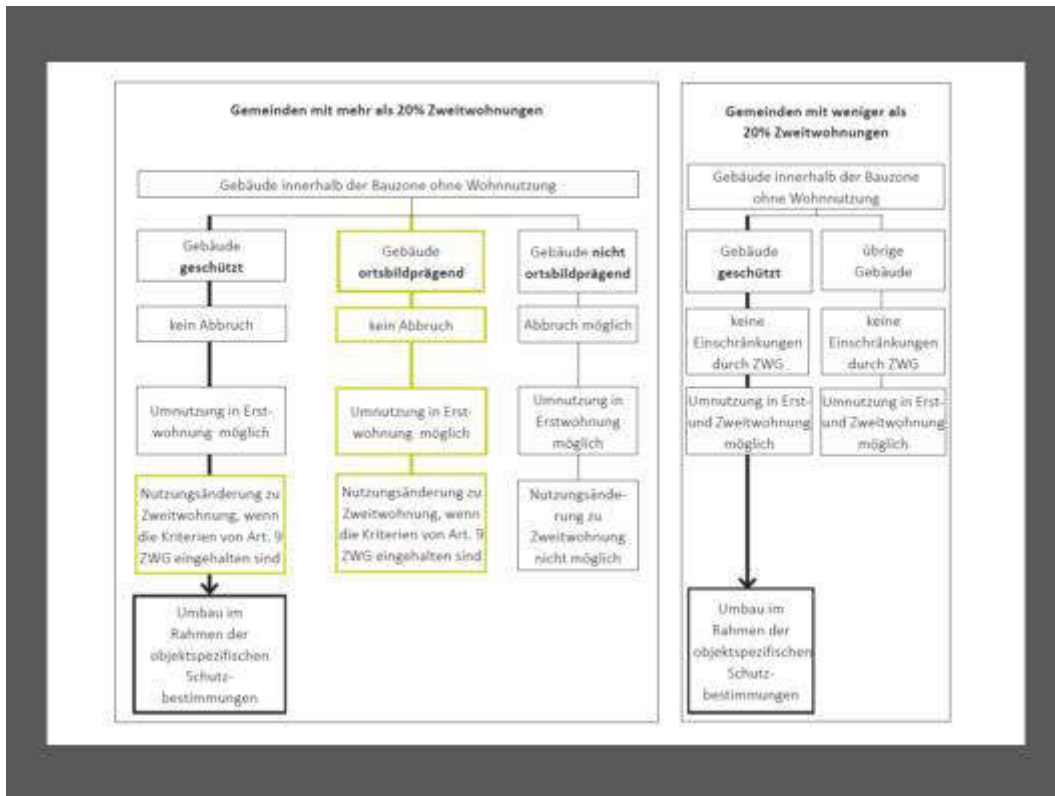 Gemeinden mit mehr als 20% Zweitwohnungen
Gebäude innerhalb der Bauzone ohne Wohnnutzung
Gebäude
geschützt
kein Abbruch
Umnutzung in Erst-
wohnung möglich
Nutzungsänderung zu
Zweitwohnung, wenn
die Kriterien von Art. 9
ZWG eingehalten sind
Umbau im
Rahmen der
objektspezifischen
Schutz-
bestimmungen
Gebäude
ortsbildprägend
kein Abbruch
Umnutzung in Erst-
wohnung möglich
Nutzungsänderung zu
Zweitwohnung, wenn
die Kriterien von Art. 9
ZWG eingehalten sind
Gebäude nicht
ortsbildprägend
Abbruch möglich
Umnutzung in
Erstwohnung
möglich
Nutzungsände-
rung zu
Zweitwohnung
nicht möglich
Gemeinden mit weniger als
20% Zweitwohnungen
Gebäude innerhalb der Bauzone
ohne Wohnnutzung
Gebäude
geschützt
keine
Einschränkungen
durch ZWG
Umnutzung in Erst-
und Zweitwohnung
möglich
Umbau im
Rahmen der
objektspezifischen
Schutz-
bestimmungen
übrige
Gebäude
keine
Einschränkungen
durch ZWG
Umnutzung in Erst-
und Zweitwohnung
möglich